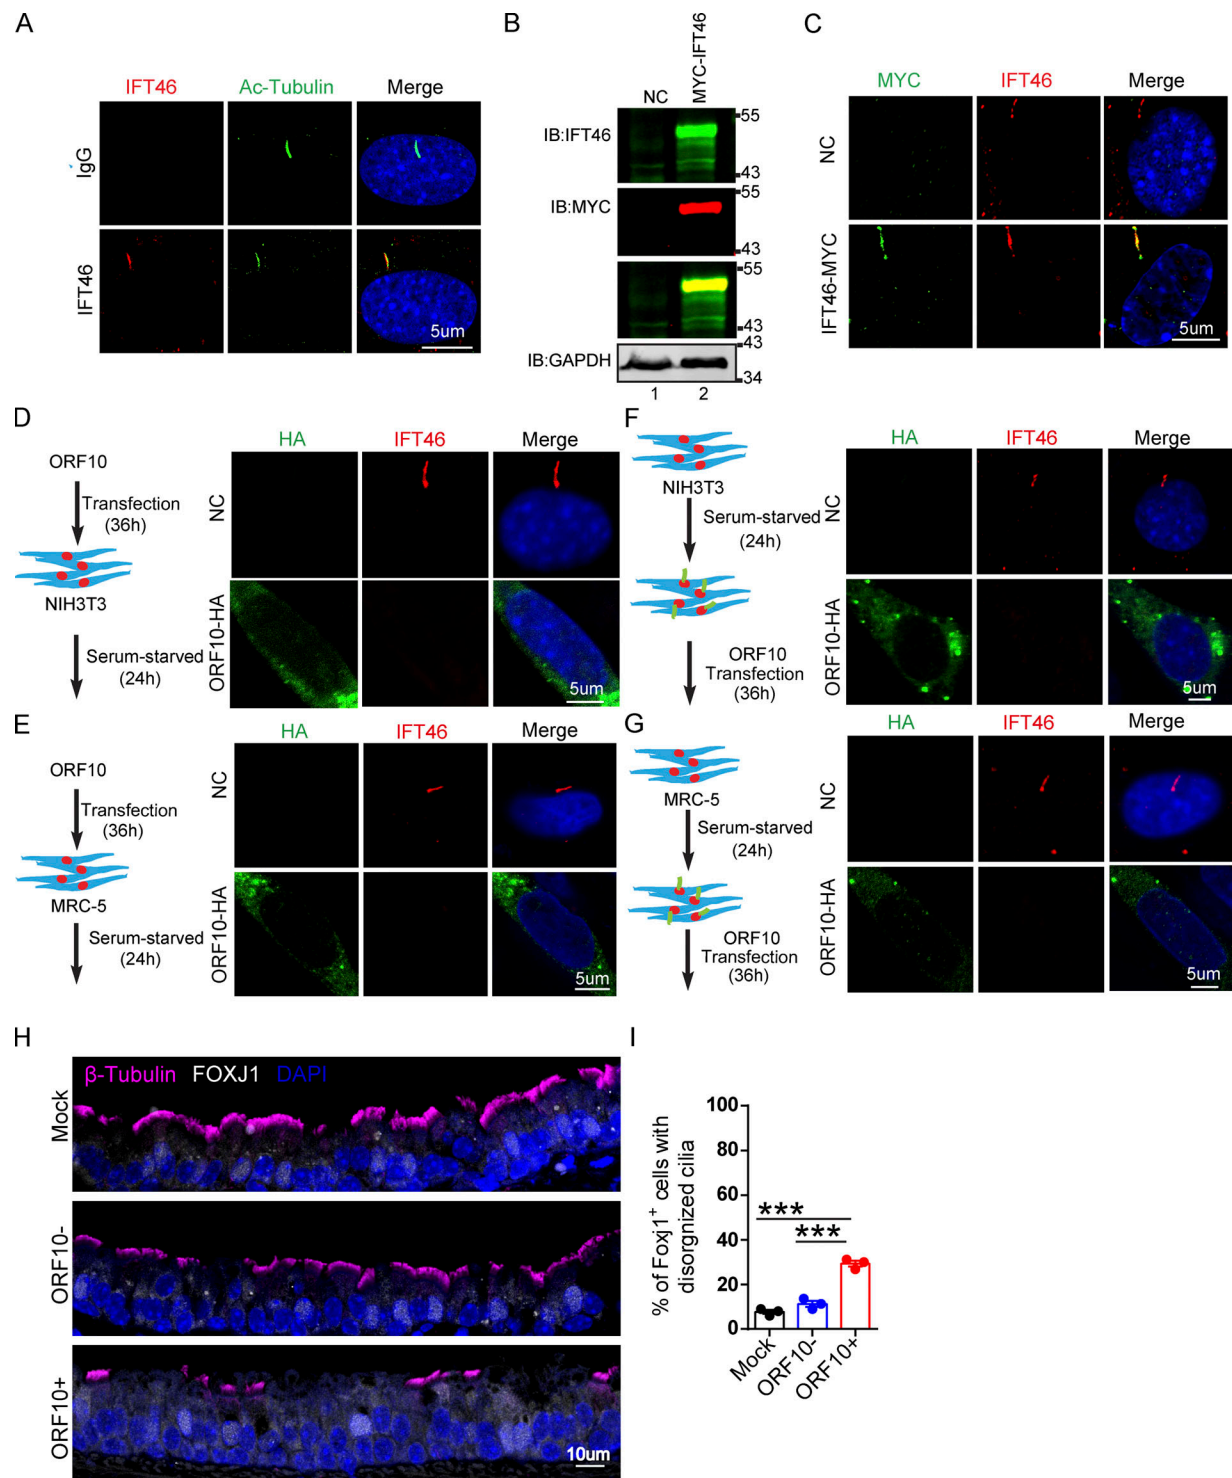 A
IFT46
Ac-Tubulin
Merge
IgG
IFT46
5um
B
NC
MYC-IFT46
IB:IFT46
55
43
IB:MYC
55
43
55
43
IB:GAPDH
43
34
1
2
C
MYC
IFT46
Merge
NC
IFT46-MYC
5um
D
ORF10
Transfection
(36h)
NIH3T3
Serum-starved
(24h)
HA
IFT46
Merge
NC
ORF10-HA
5um
F
NIH3T3
Serum-starved
(24h)
ORF10
Transfection
(36h)
HA
IFT46
Merge
NC
ORF10-HA
5um
E
ORF10
Transfection
(36h)
MRC-5
Serum-starved
(24h)
HA
IFT46
Merge
NC
ORF10-HA
5um
G
MRC-5
Serum-starved
(24h)
ORF10
Transfection
(36h)
HA
IFT46
Merge
NC
ORF10-HA
5um
H
β-Tubulin FOXJ1 DAPI
Mock
ORF10-
ORF10+
10um
I
% of Foxj1+ cells with
disorgnized cilia
100
80
60
40
20
0
***
***
Mock
ORF10-
ORF10+